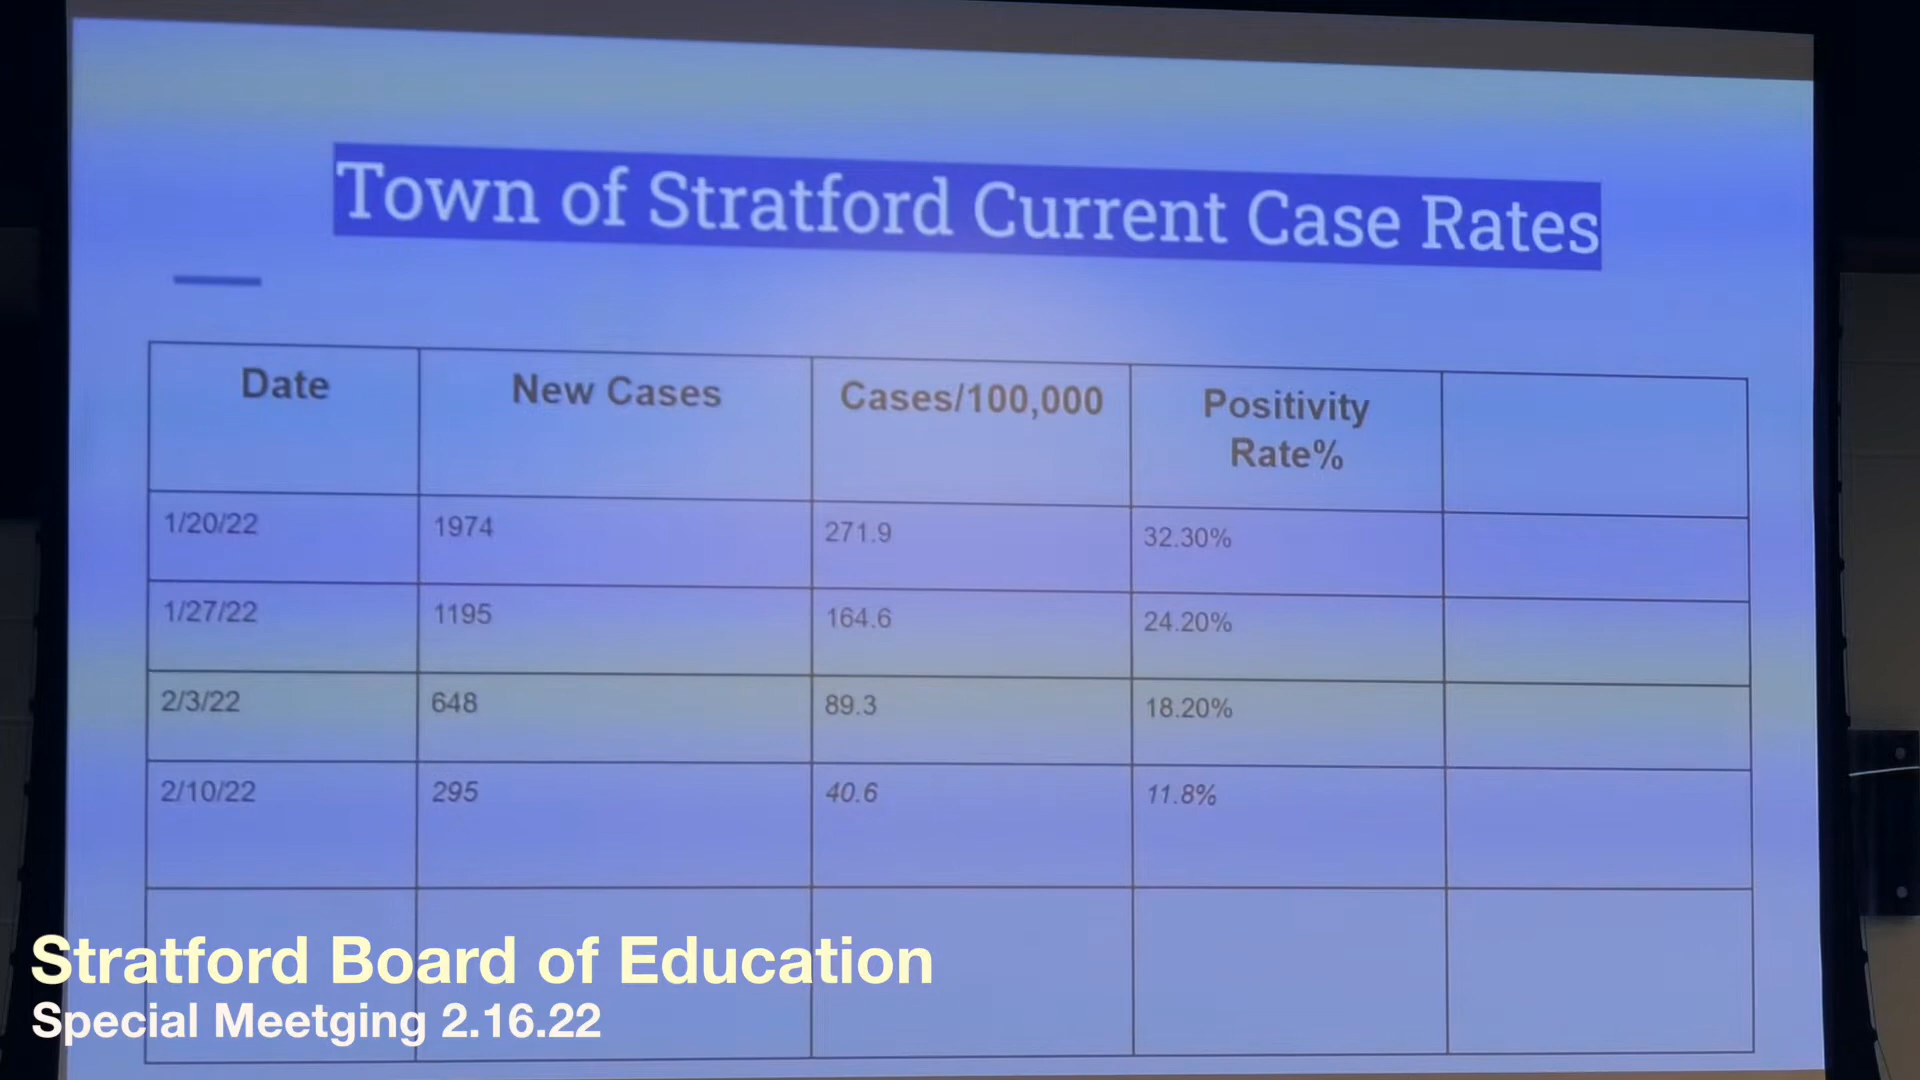 Town of Stratford Current Case Rates
Date New Cases Cases/100,000 Positivity Rate%
1/20/22 1974 271.9 32.30%
1/27/22 1195 164.6 24.20%
2/3/22 648 89.3 18.20%
2/10/22 295 40.6 11.8%
Stratford Board of Education
Special Meetging 2.16.22